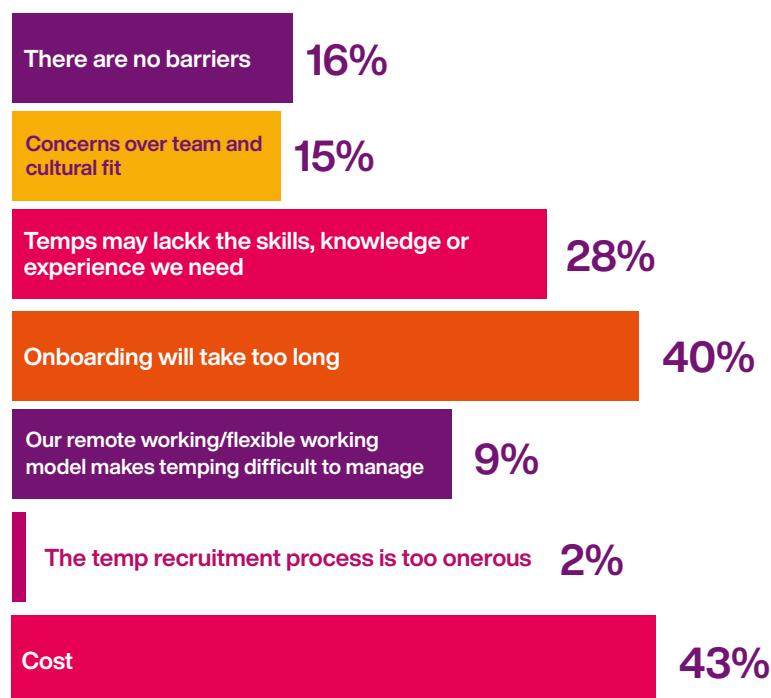 There are no barriers
16%
Concerns over team and
cultural fit
15%
Temps may lackk the skills, knowledge or
experience we need
28%
Onboarding will take too long
40%
Our remote working/flexible working
model makes temping difficult to manage
9%
The temp recruitment process is too onerous
2%
Cost
43%